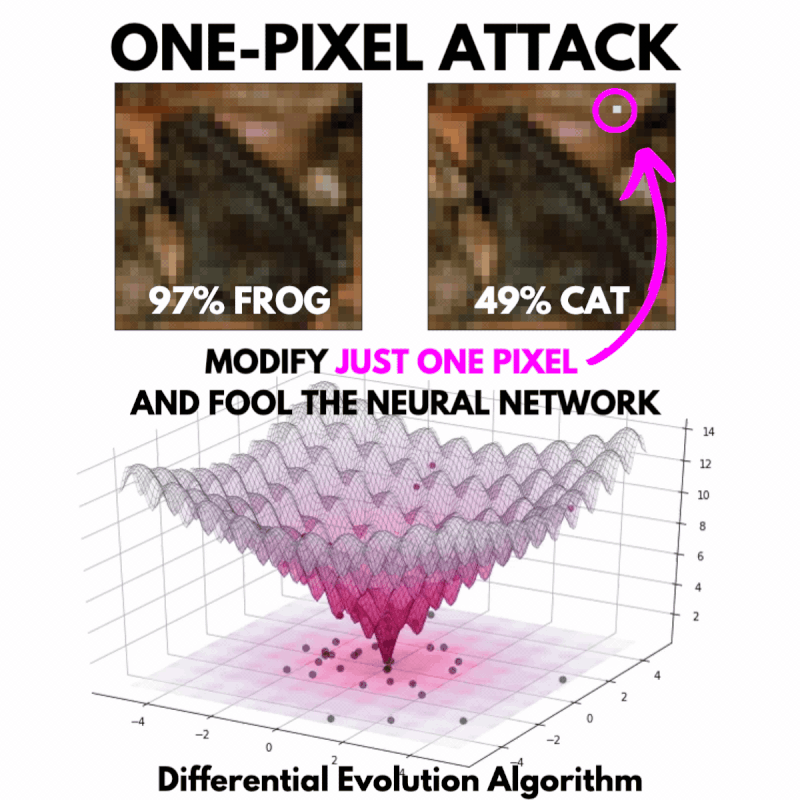 ONE-PIXEL ATTACK
97% FROG
49% CAT
MODIFY JUST ONE PIXEL
AND FOOL THE NEURAL NETWORK
14
12
10
8
6
4
2
4
2
0
−2
−4
−4
−2
0
2
4
Differential Evolution Algorithm